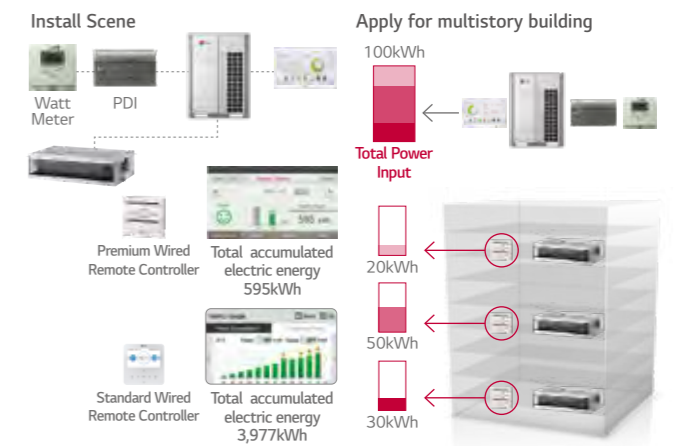 Install Scene
Watt
Meter
PDI
Premium Wired
Remote Controller
Total accumulated
electric energy
595kWh
Standard Wired
Remote Controller
Total accumulated
electric energy
3,977kWh
Apply for multistory building
100kWh
Total Power
Input
20kWh
50kWh
30kWh